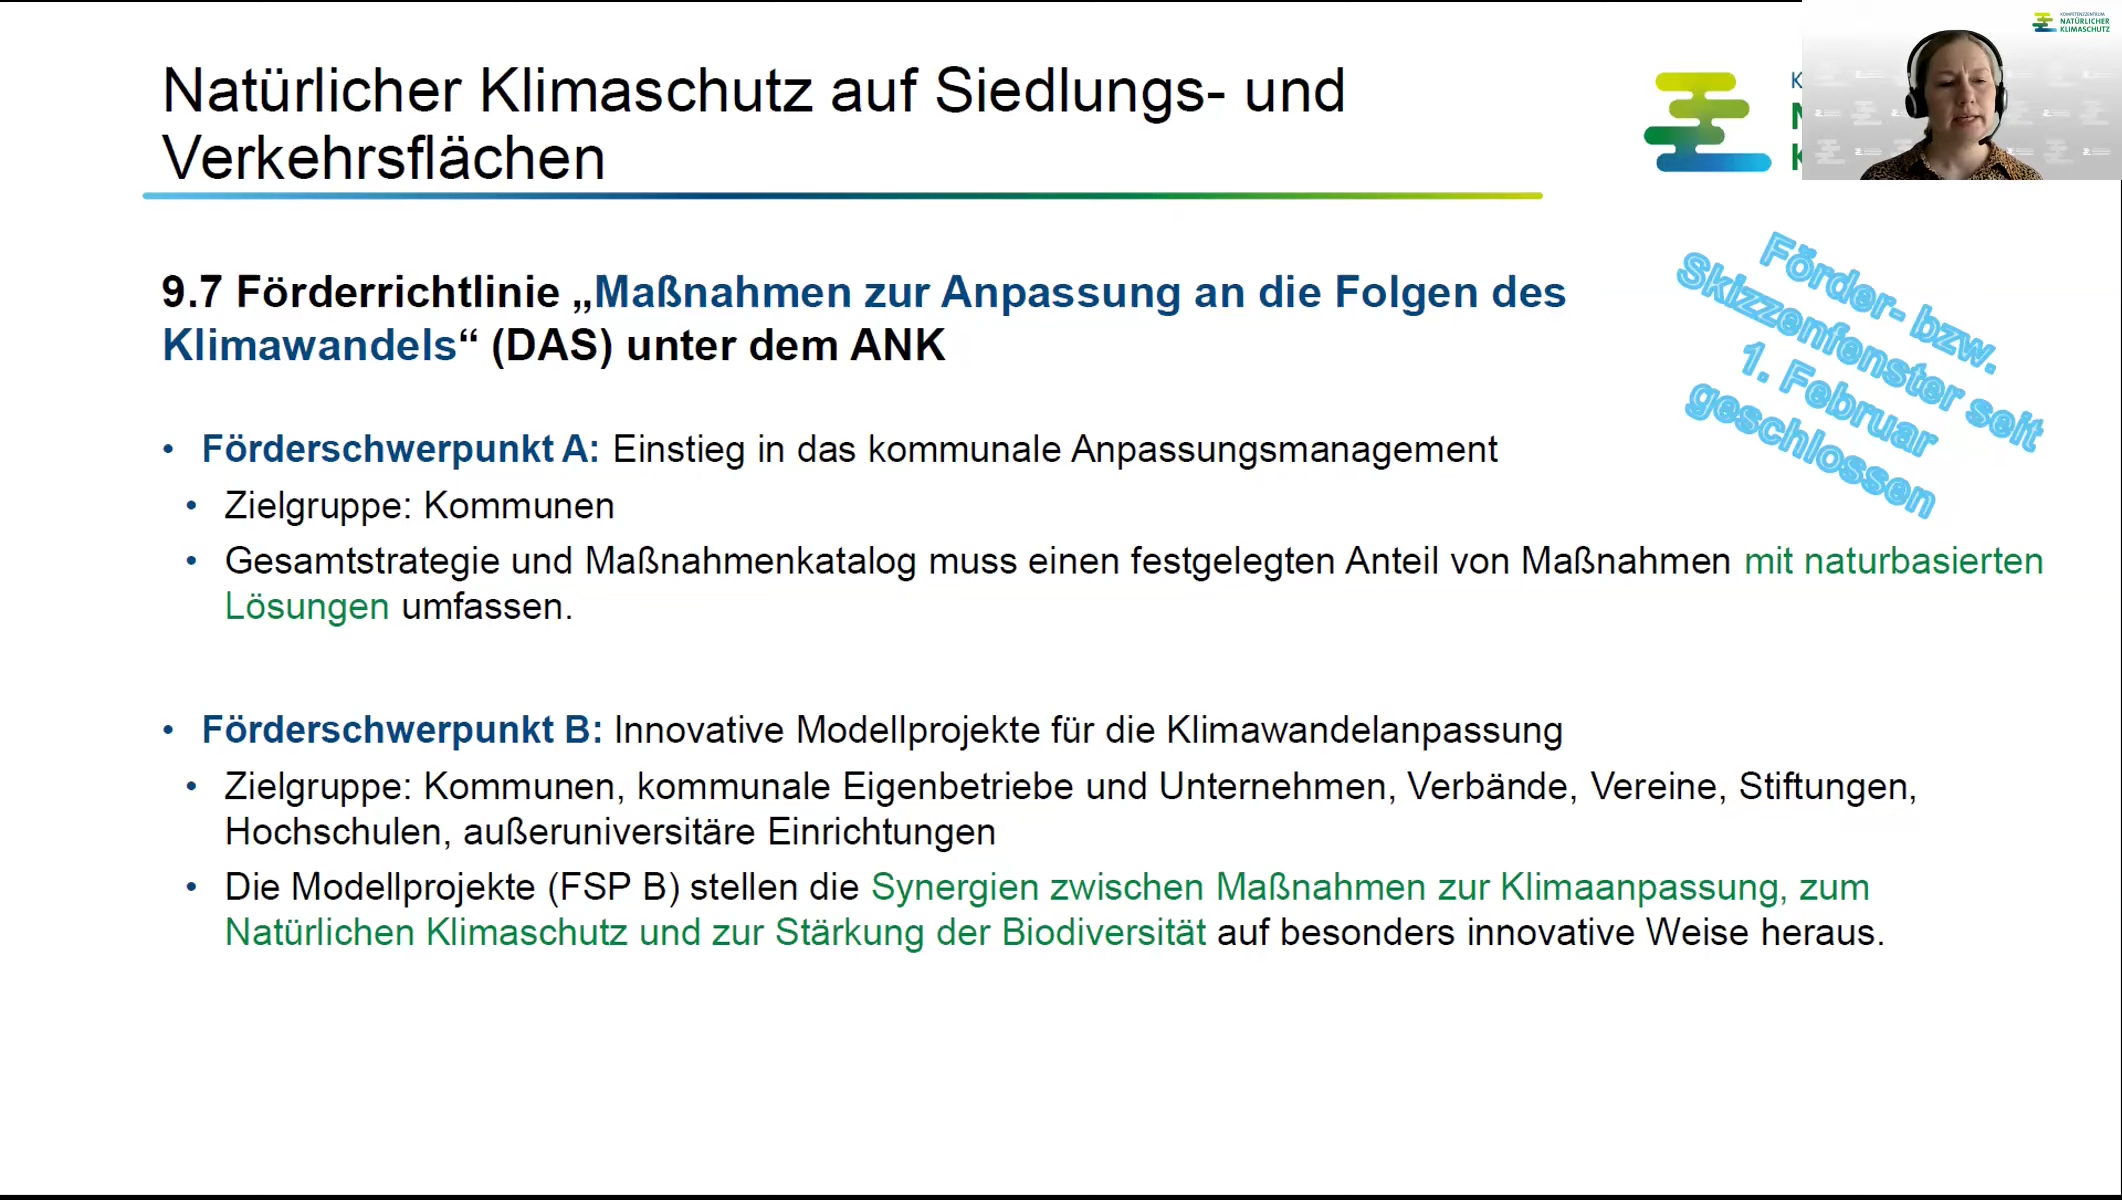 Natürlicher Klimaschutz auf Siedlungs- und
Verkehrsflächen
KOMPETENZZENTRUM
NATÜRLICHER
KLIMASCHUTZ
9.7 Förderrichtlinie „Maßnahmen zur Anpassung an die Folgen des
Klimawandels“ (DAS) unter dem ANK
Förder- bzw.
Skizzenfenster seit
1. Februar
geschlossen
• Förderschwerpunkt A: Einstieg in das kommunale Anpassungsmanagement
• Zielgruppe: Kommunen
• Gesamtstrategie und Maßnahmenkatalog muss einen festgelegten Anteil von Maßnahmen mit naturbasierten
Lösungen umfassen.
• Förderschwerpunkt B: Innovative Modellprojekte für die Klimawandelanpassung
• Zielgruppe: Kommunen, kommunale Eigenbetriebe und Unternehmen, Verbände, Vereine, Stiftungen,
Hochschulen, außeruniversitäre Einrichtungen
• Die Modellprojekte (FSP B) stellen die Synergien zwischen Maßnahmen zur Klimaanpassung, zum
Natürlichen Klimaschutz und zur Stärkung der Biodiversität auf besonders innovative Weise heraus.